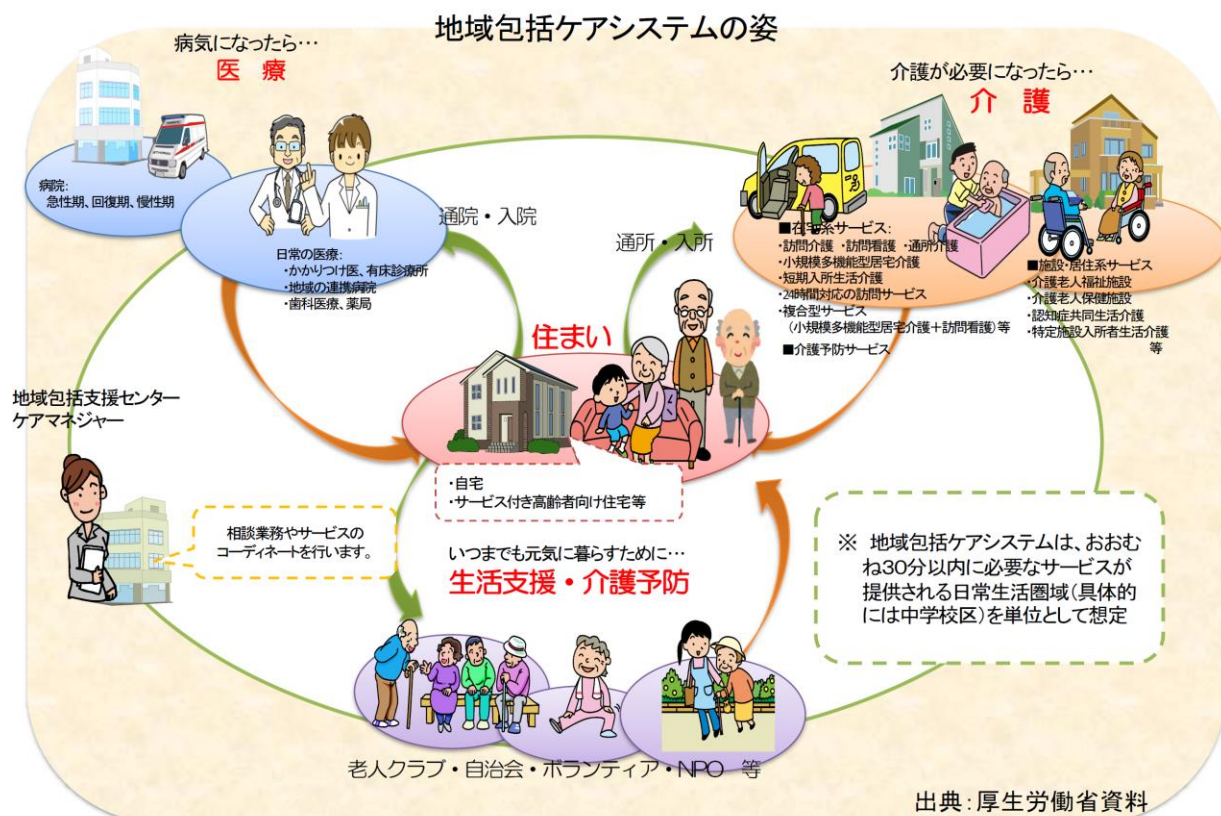 地域包括ケアシステムの姿
病気になったら…
医 療
病院:
急性期、回復期、慢性期
日常の医療:
・かかりつけ医、有床診療所
・地域の連携病院
・歯科医療、薬局
通院・入院
通所・入所
介護が必要になったら…
介 護
■在宅系サービス:
・訪問介護 ・訪問看護 ・通所介護
・小規模多機能型居宅介護
・短期入所生活介護
・24時間対応の訪問サービス
・複合型サービス
（小規模多機能型居宅介護＋訪問看護）等
■介護予防サービス
■施設・居住系サービス
・介護老人福祉施設
・介護老人保健施設
・認知症共同生活介護
・特定施設入所者生活介護
等
住まい
・自宅
・サービス付き高齢者向け住宅等
地域包括支援センター
ケアマネジャー
相談業務やサービスの
コーディネートを行います。
いつまでも元気に暮らすために…
生活支援・介護予防
※ 地域包括ケアシステムは、おおむ
ね30分以内に必要なサービスが
提供される日常生活圏域（具体的
には中学校区）を単位として想定
老人クラブ・自治会・ボランティア・NPO 等
出典：厚生労働省資料